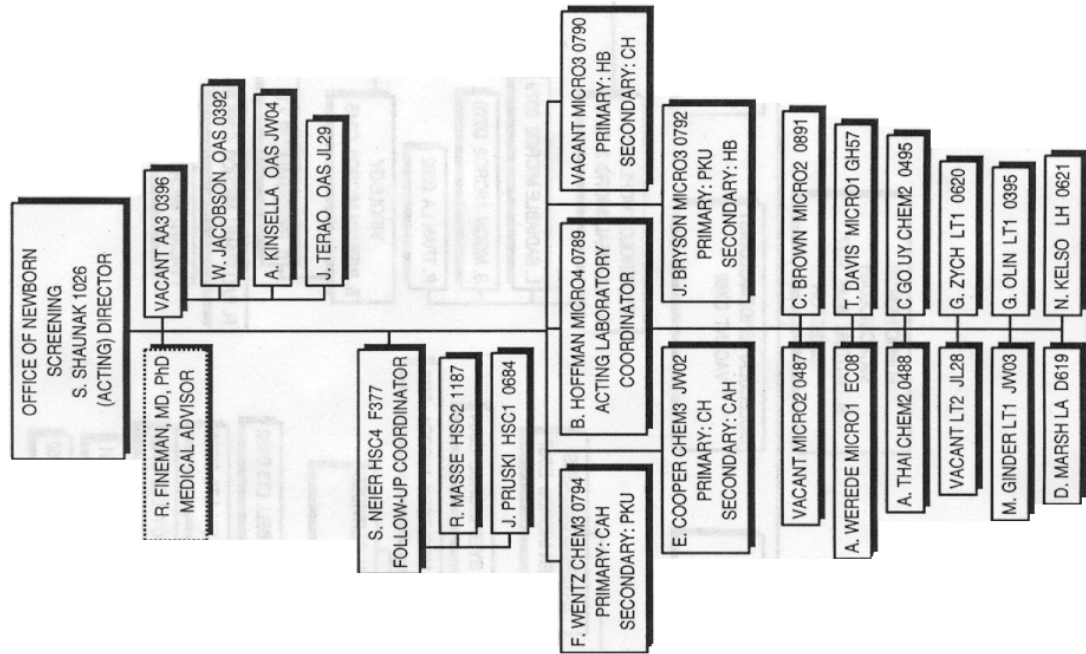 OFFICE OF NEWBORN
SCREENING
S. SHAUNAK 1026
(ACTING) DIRECTOR
R. FINEMAN, MD, PhD
MEDICAL ADVISOR
VACANT AA3 0396
W. JACOBSON OAS 0392
A. KINSELLA OAS JW04
J. TERAO OAS JL29
S. NEIER HSC4 F377
FOLLOW-UP COORDINATOR
R. MASSE HSC2 1187
J. PRUSKI HSC1 0684
F. WENTZ CHEM3 0794
PRIMARY: CAH
SECONDARY: PKU
B. HOFFMAN MICRO4 0789
ACTING LABORATORY
COORDINATOR
VACANT MICRO3 0790
PRIMARY: HB
SECONDARY: CH
E. COOPER CHEM3 JW02
PRIMARY: CH
SECONDARY: CAH
J. BRYSON MICRO3 0792
PRIMARY: PKU
SECONDARY: HB
VACANT MICRO2 0487
C. BROWN MICRO2 0891
A. WEREDE MICRO1 EC08
T. DAVIS MICRO1 GH57
A. THAI CHEM2 0488
C.GO UY CHEM2 0495
VACANT LT2 JL28
G. ZYCH LT1 0620
M. GINDER LT1 JW03
G. OLIN LT1 0395
D. MARSH LA D619
N. KELSO LH 0621